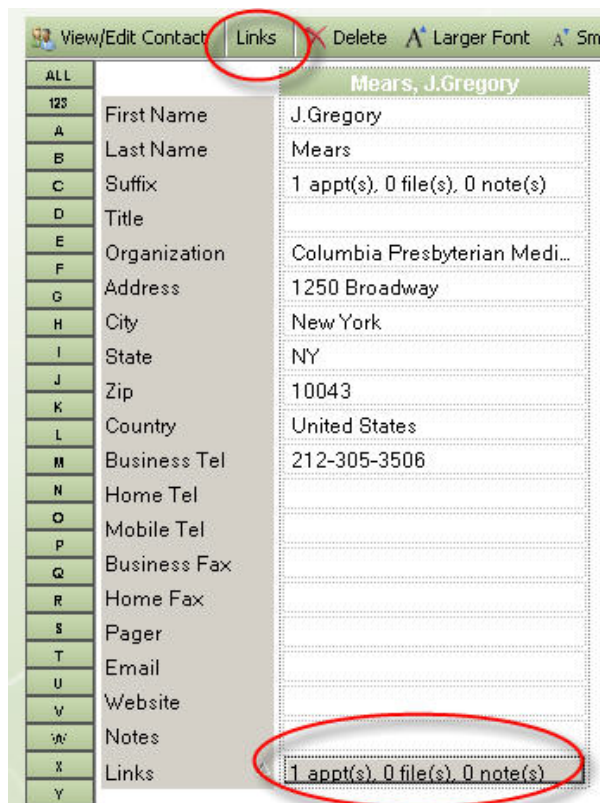 View/Edit Contact Links Delete A Larger Font A Sm
ALL
123
A
B
C
D
E
F
G
H
I
J
K
L
M
N
O
P
Q
R
S
T
U
V
W
X
Y
Mears, J.Gregory
First Name J.Gregory
Last Name Mears
Suffix 1 appt(s), 0 file(s), 0 note(s)
Title
Organization Columbia Presbyterian Medi...
Address 1250 Broadway
City New York
State NY
Zip 10043
Country United States
Business Tel 212-305-3506
Home Tel
Mobile Tel
Business Fax
Home Fax
Pager
Email
Website
Notes
Links 1 appt(s), 0 file(s), 0 note(s)